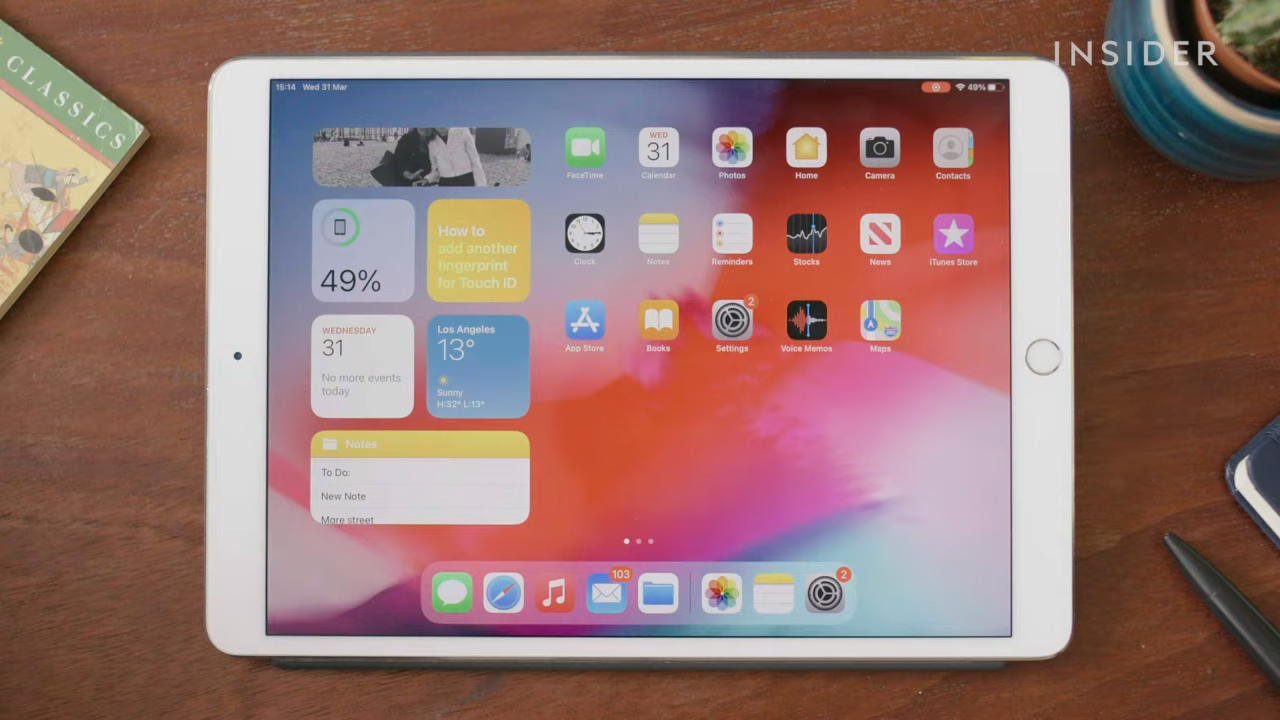 INSIDER
CLASSICS
15:14 Wed 31 Mar
49%
FaceTime
WED
31
Calendar
Photos
Home
Camera
Contacts
49%
How to
add another
fingerprint
for Touch ID
Clock
Notes
Reminders
Stocks
News
iTunes Store
WEDNESDAY
31
No more events
today
Los Angeles
13°
Sunny
H:32° L:13°
App Store
Books
2
Settings
Voice Memos
Maps
Notes
To Do:
New Note
Mare street
103
2